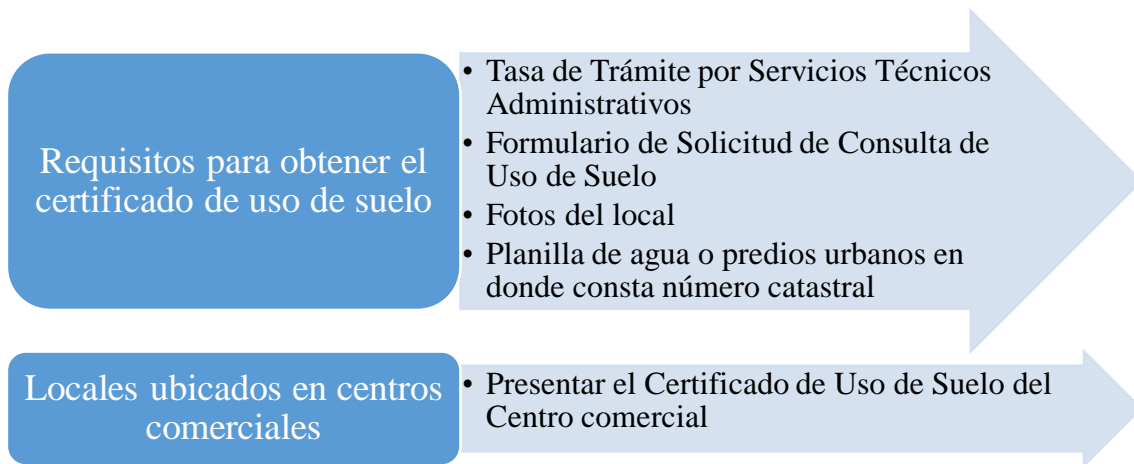 Requisitos para obtener el
certificado de uso de suelo
• Tasa de Trámite por Servicios Técnicos
Administrativos
• Formulario de Solicitud de Consulta de
Uso de Suelo
• Fotos del local
• Planilla de agua o predios urbanos en
donde consta número catastral
Locales ubicados en centros
comerciales
• Presentar el Certificado de Uso de Suelo del
Centro comercial